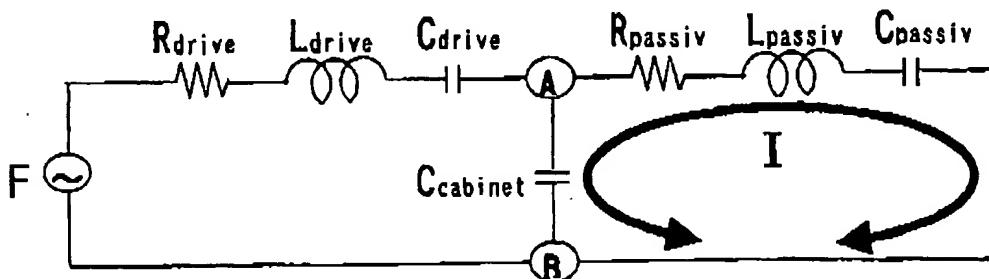 Rdrive Ldrive Cdrive A Rpassiv Lpassiv Cpassiv
I
F Ccabinet
B